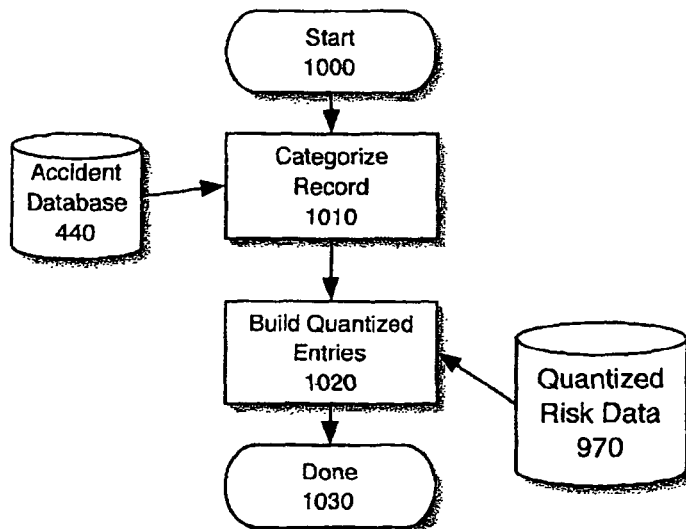 Start
1000
Categorize
Record
1010
Accident
Database
440
Build Quantized
Entries
1020
Quantized
Risk Data
970
Done
1030